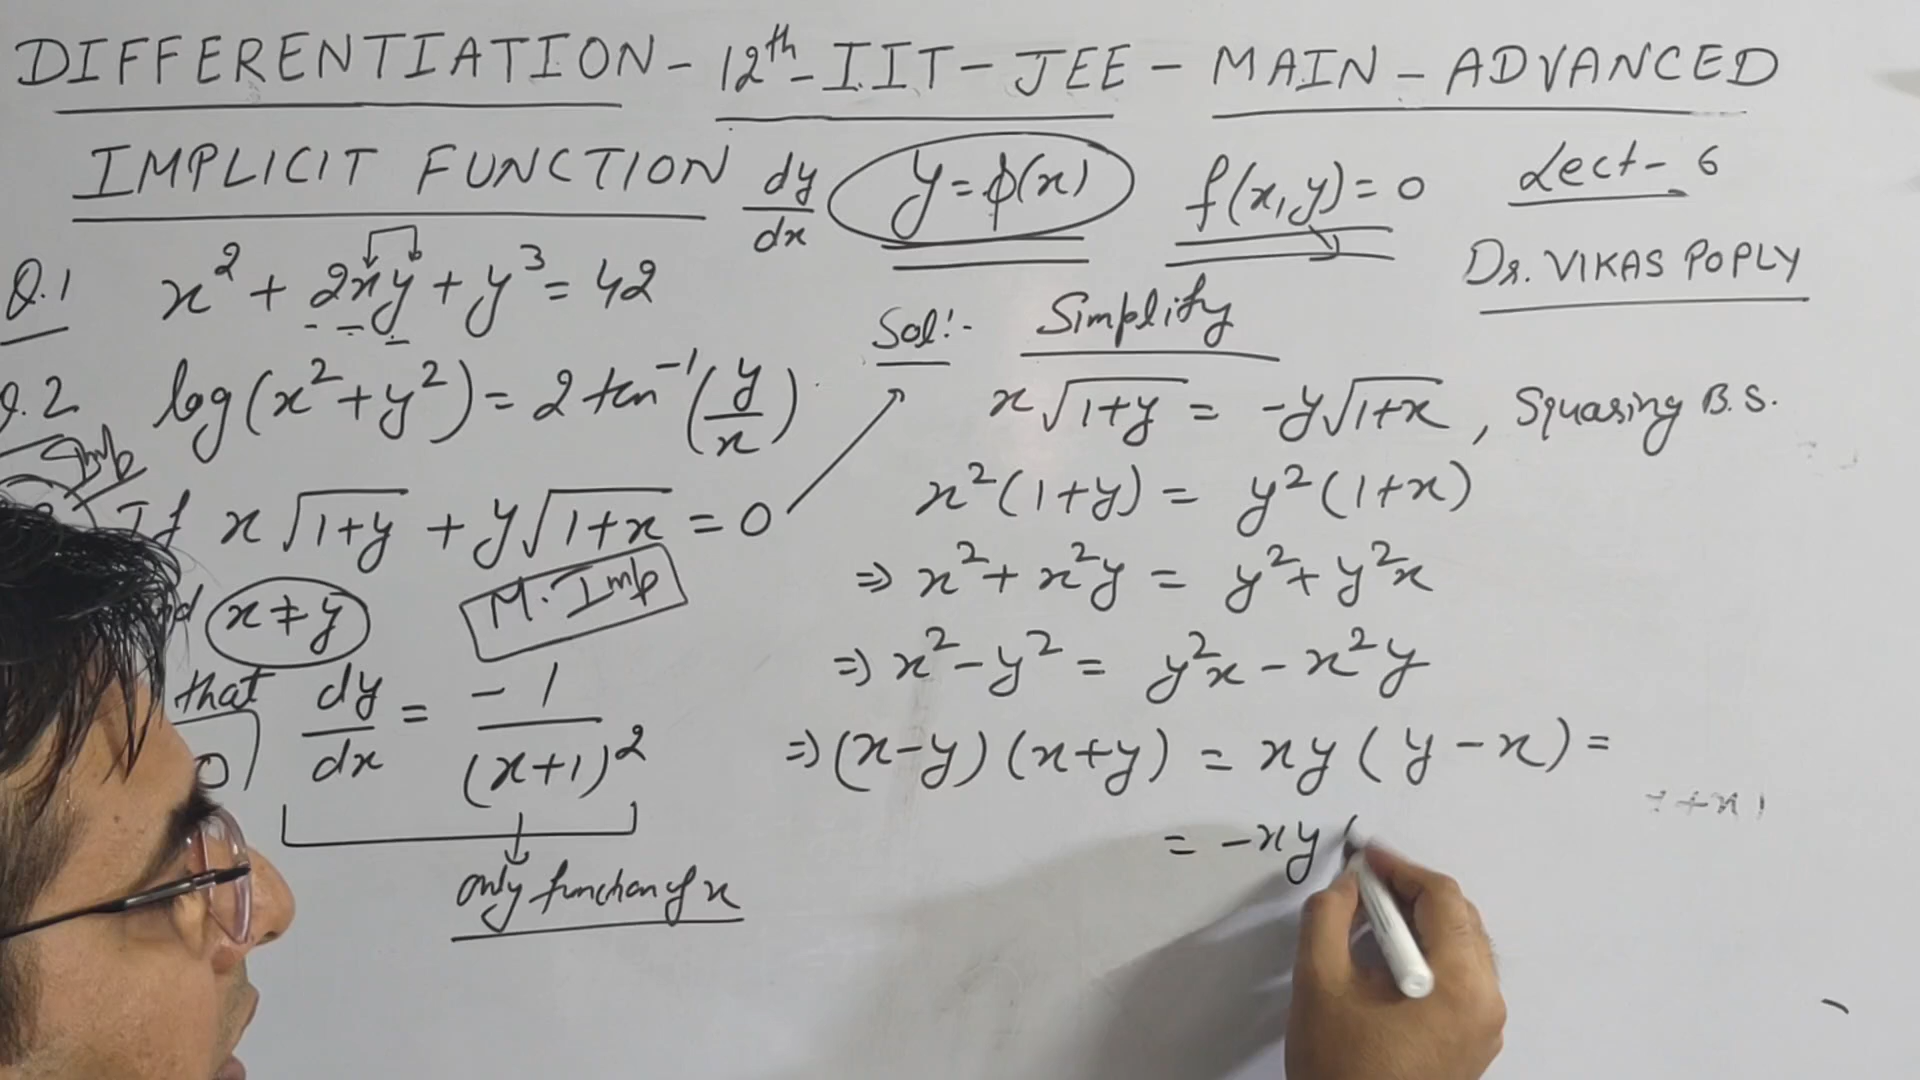 DIFFERENTIATION - 12th - IIT - JEE - MAIN - ADVANCED
IMPLICIT FUNCTION dy/dx y = ϕ(x) f(x,y) = 0 Lect- 6
Dr. VIKAS POPLY
Q.1 x² + 2xy + y³ = 42
Q.2 log(x² + y²) = 2 tan⁻¹(y/x)
Imp
If x√(1+y) + y√(1+x) = 0
x ≠ y
M. Imp
that dy/dx = -1/(x+1)²
only function of x
Sol:- Simplify
x√(1+y) = -y√(1+x), Squaring B.S.
x²(1+y) = y²(1+x)
⇒ x² + x²y = y² + y²x
⇒ x² - y² = y²x - x²y
⇒ (x-y)(x+y) = xy(y-x) =
= -xy(